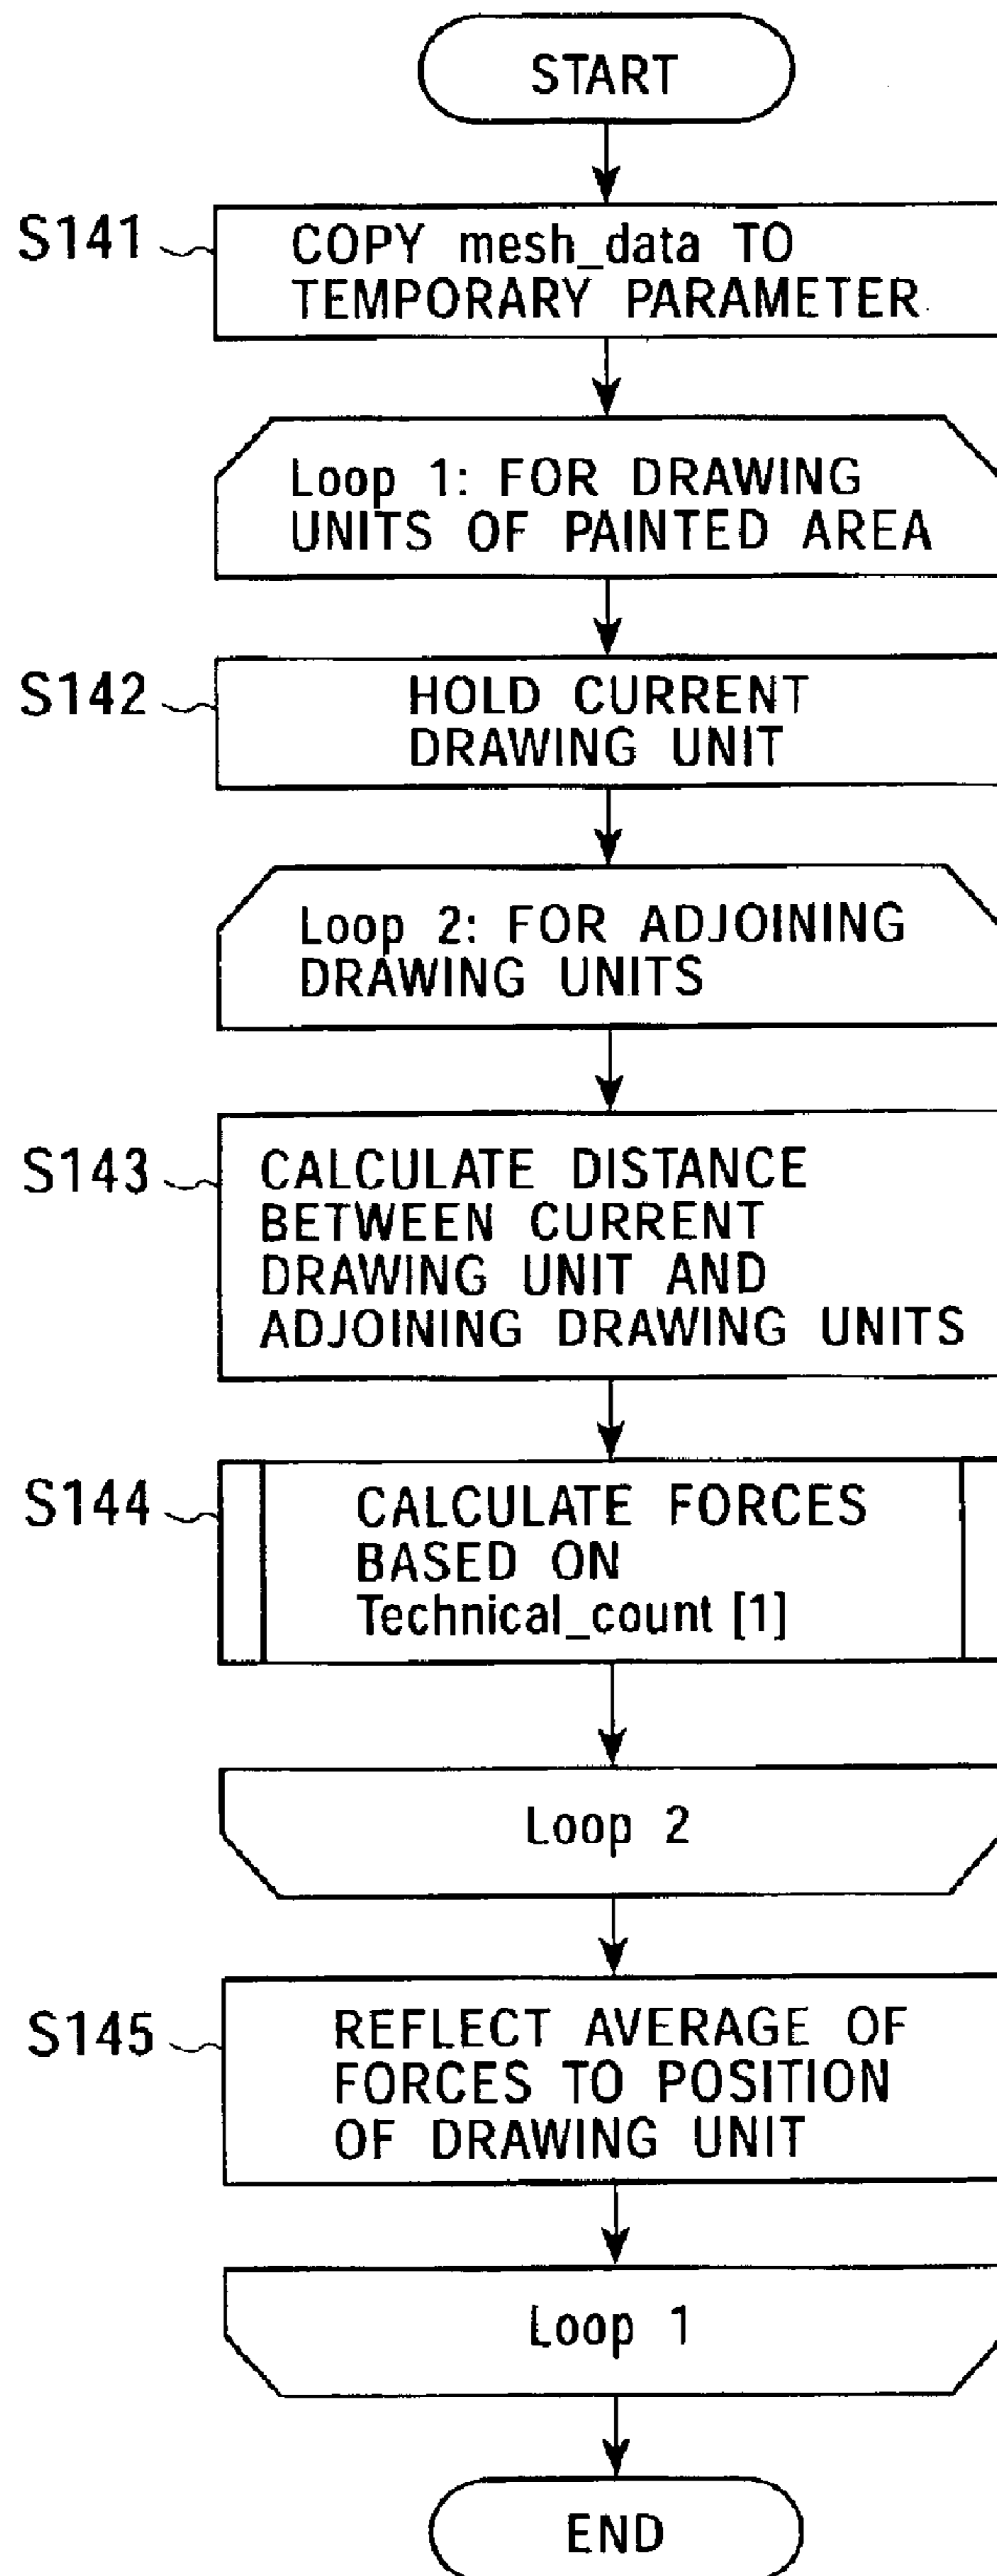 START
S141
COPY mesh_data TO
TEMPORARY PARAMETER
Loop 1: FOR DRAWING
UNITS OF PAINTED AREA
S142
HOLD CURRENT
DRAWING UNIT
Loop 2: FOR ADJOINING
DRAWING UNITS
S143
CALCULATE DISTANCE
BETWEEN CURRENT
DRAWING UNIT AND
ADJOINING DRAWING UNITS
S144
CALCULATE FORCES
BASED ON
Technical_count [1]
Loop 2
S145
REFLECT AVERAGE OF
FORCES TO POSITION
OF DRAWING UNIT
Loop 1
END